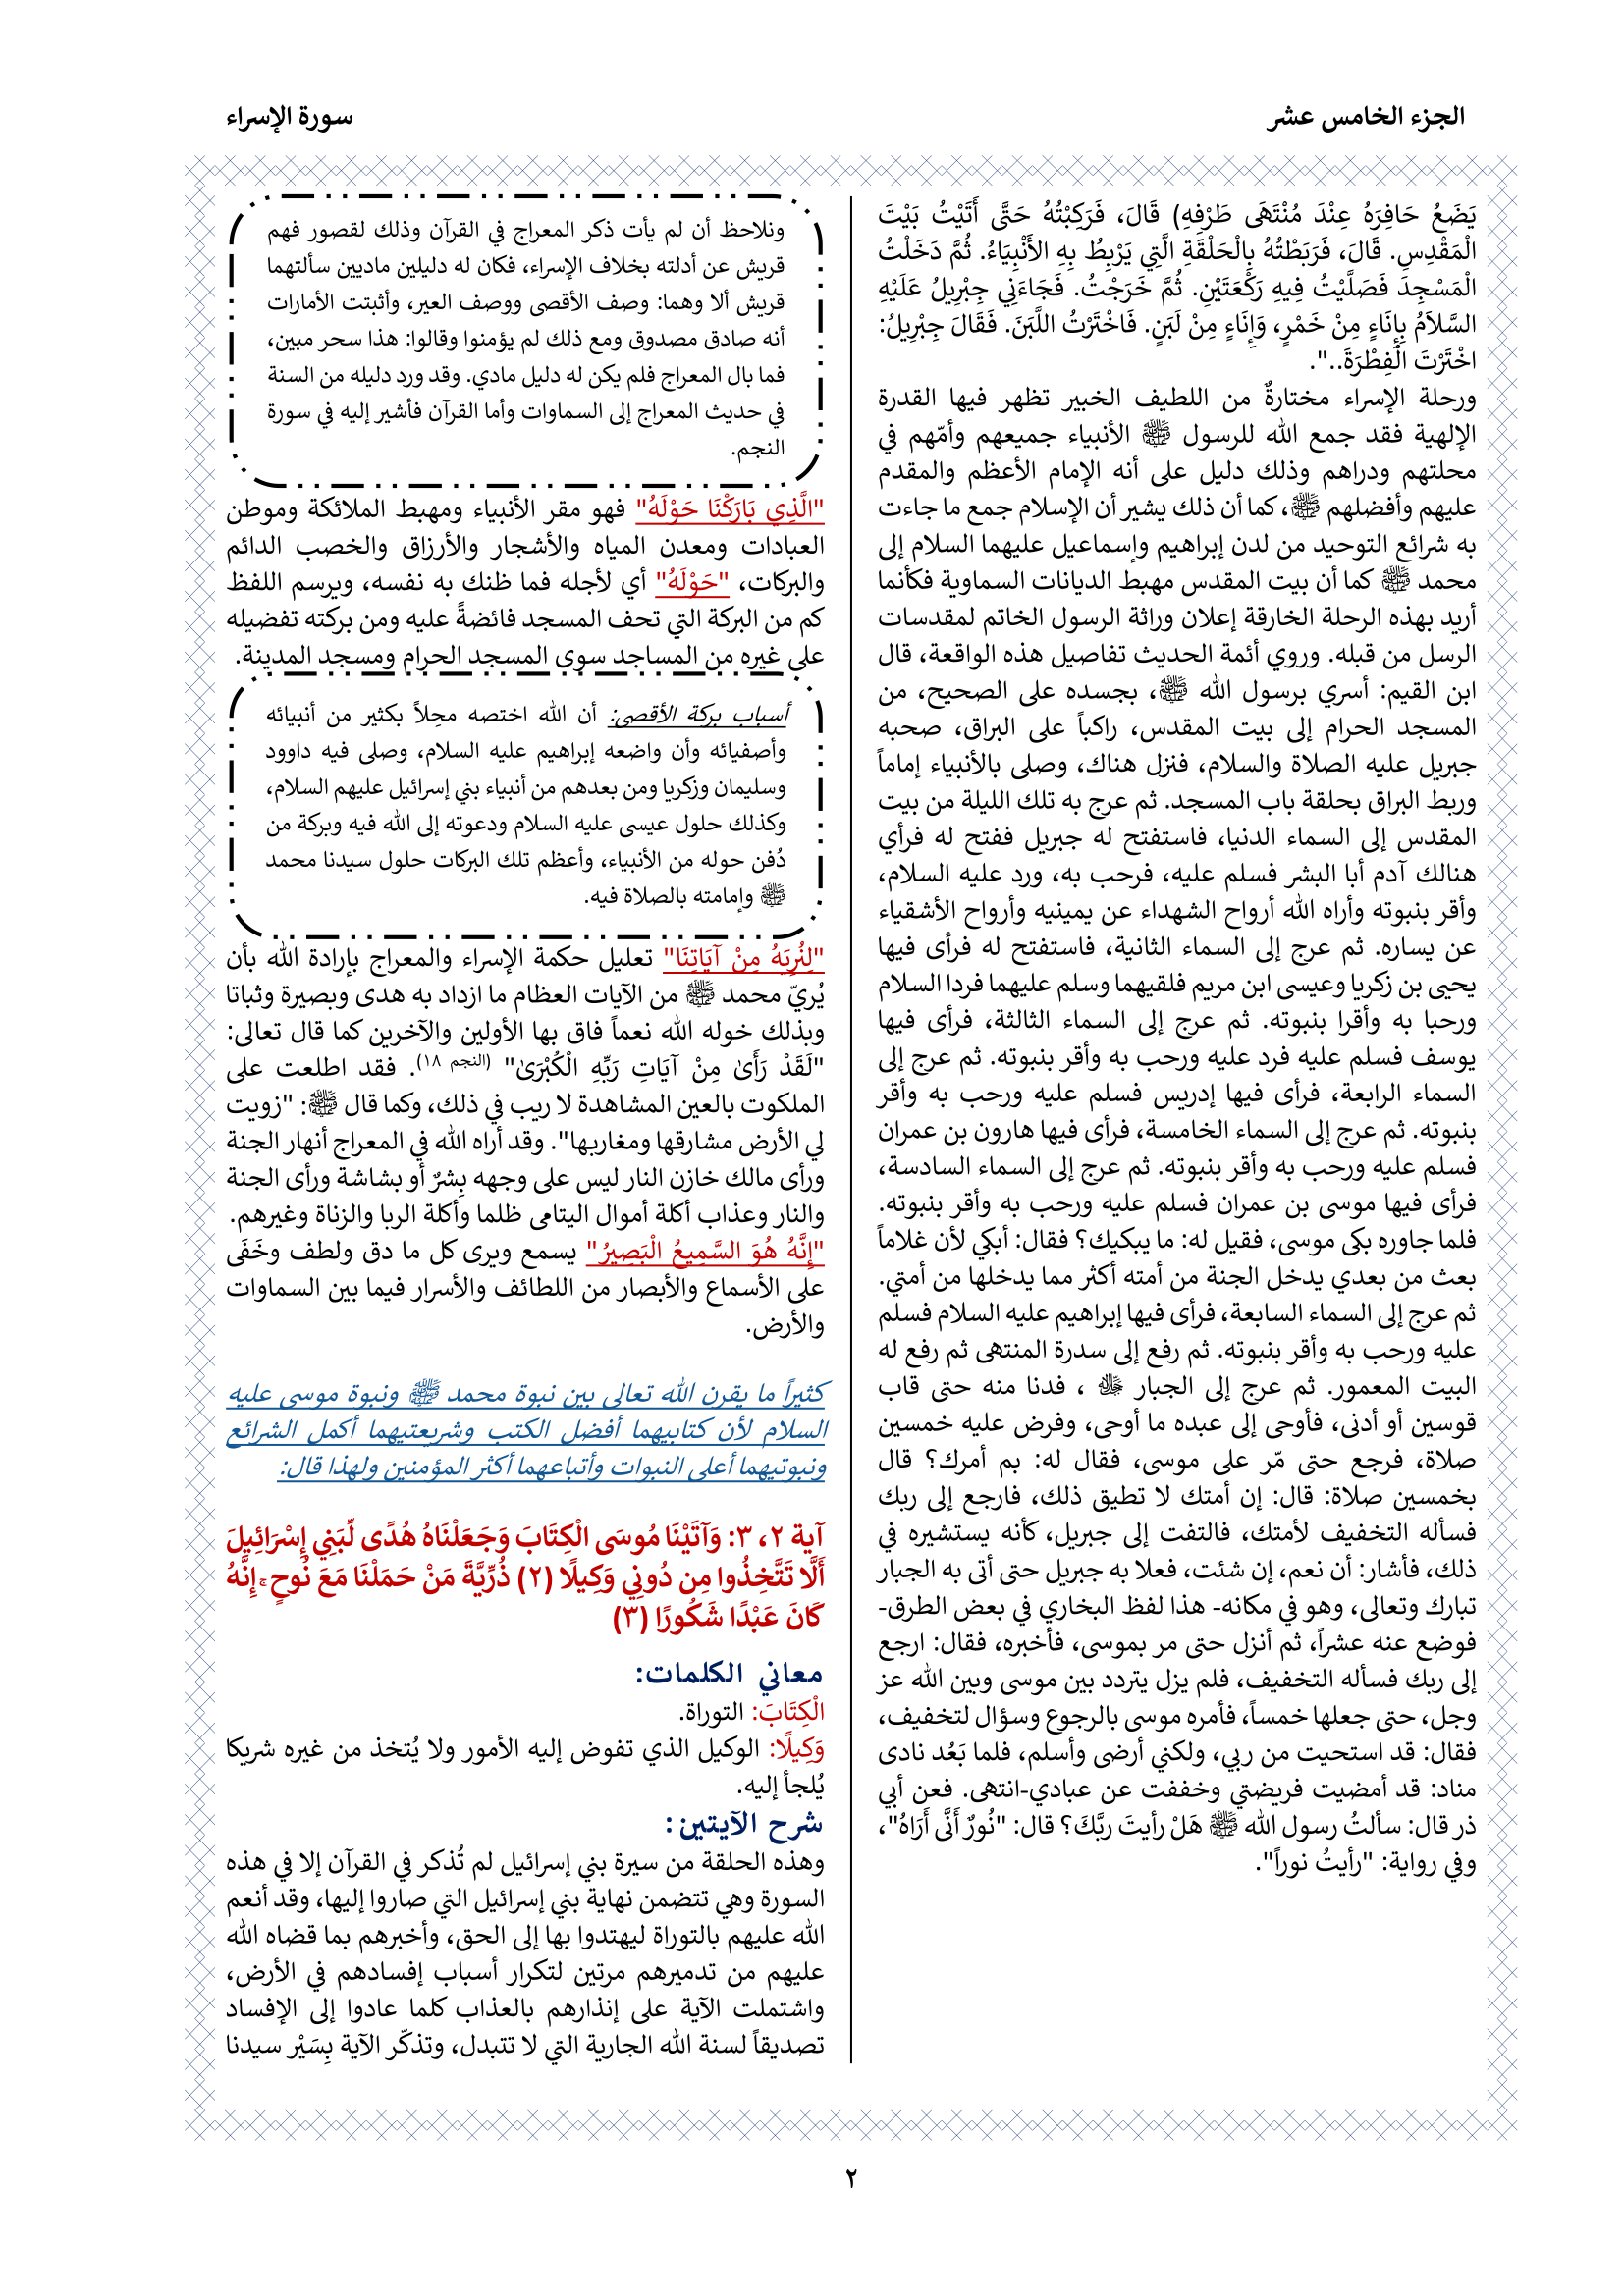 الجزء الخامس عشر
سورة الإسراء
يَضَعُ حَافِرَهُ عِنْدَ مُنْتَهَى طَرْفِهِ) قَالَ، فَرَكِبْتُهُ حَتَّى أَتَيْتُ بَيْتَ
الْمَقْدِسِ. قَالَ، فَرَبَطْتُهُ بِالْحَلْقَةِ الَّتِي يَرْبِطُ بِهِ الأَنْبِيَاءُ. ثُمَّ دَخَلْتُ
الْمَسْجِدَ فَصَلَّيْتُ فِيهِ رَكْعَتَيْنِ. ثُمَّ خَرَجْتُ. فَجَاءَنِي جِبْرِيلُ عَلَيْهِ
السَّلاَمُ بِإِنَاءٍ مِنْ خَمْرٍ، وَإِنَاءٍ مِنْ لَبَنٍ. فَاخْتَرْتُ اللَّبَنَ. فَقَالَ جِبْرِيلُ:
اخْتَرْتَ الْفِطْرَةَ..".
ورحلة الإسراء مختارةٌ من اللطيف الخبير تظهر فيها القدرة
الإلهية فقد جمع الله للرسول ﷺ الأنبياء جميعهم وأمّهم في
محلتهم ودراهم وذلك دليل على أنه الإمام الأعظم والمقدم
عليهم وأفضلهم ﷺ، كما أن ذلك يشير أن الإسلام جمع ما جاءت
به شرائع التوحيد من لدن إبراهيم وإسماعيل عليهما السلام إلى
محمد ﷺ كما أن بيت المقدس مهبط الديانات السماوية فكأنما
أريد بهذه الرحلة الخارقة إعلان وراثة الرسول الخاتم لمقدسات
الرسل من قبله. وروي أئمة الحديث تفاصيل هذه الواقعة، قال
ابن القيم: أسري برسول الله ﷺ، بجسده على الصحيح، من
المسجد الحرام إلى بيت المقدس، راكباً على البراق، صحبه
جبريل عليه الصلاة والسلام، فنزل هناك، وصلى بالأنبياء إماماً
وربط البراق بحلقة باب المسجد. ثم عرج به تلك الليلة من بيت
المقدس إلى السماء الدنيا، فاستفتح له جبريل ففتح له فرأي
هنالك آدم أبا البشر فسلم عليه، فرحب به، ورد عليه السلام،
وأقر بنبوته وأراه الله أرواح الشهداء عن يمينيه وأرواح الأشقياء
عن يساره. ثم عرج إلى السماء الثانية، فاستفتح له فرأى فيها
يحيى بن زكريا وعيسى ابن مريم فلقيهما وسلم عليهما فردا السلام
ورحبا به وأقرا بنبوته. ثم عرج إلى السماء الثالثة، فرأى فيها
يوسف فسلم عليه فرد عليه ورحب به وأقر بنبوته. ثم عرج إلى
السماء الرابعة، فرأى فيها إدريس فسلم عليه ورحب به وأقر
بنبوته. ثم عرج إلى السماء الخامسة، فرأى فيها هارون بن عمران
فسلم عليه ورحب به وأقر بنبوته. ثم عرج إلى السماء السادسة،
فرأى فيها موسى بن عمران فسلم عليه ورحب به وأقر بنبوته.
فلما جاوره بكى موسى، فقيل له: ما يبكيك؟ فقال: أبكي لأن غلاماً
بعث من بعدي يدخل الجنة من أمته أكثر مما يدخلها من أمتي.
ثم عرج إلى السماء السابعة، فرأى فيها إبراهيم عليه السلام فسلم
عليه ورحب به وأقر بنبوته. ثم رفع إلى سدرة المنتهى ثم رفع له
البيت المعمور. ثم عرج إلى الجبار ﷻ ، فدنا منه حتى قاب
قوسين أو أدنى، فأوحى إلى عبده ما أوحى، وفرض عليه خمسين
صلاة، فرجع حتى مّر على موسى، فقال له: بم أمرك؟ قال
بخمسين صلاة: قال: إن أمتك لا تطيق ذلك، فارجع إلى ربك
فسأله التخفيف لأمتك، فالتفت إلى جبريل، كأنه يستشيره في
ذلك، فأشار: أن نعم، إن شئت، فعلا به جبريل حتى أتى به الجبار
تبارك وتعالى، وهو في مكانه- هذا لفظ البخاري في بعض الطرق-
فوضع عنه عشراً، ثم أنزل حتى مر بموسى، فأخبره، فقال: ارجع
إلى ربك فسأله التخفيف، فلم يزل يتردد بين موسى وبين الله عز
وجل، حتى جعلها خمساً، فأمره موسى بالرجوع وسؤال لتخفيف،
فقال: قد استحيت من ربي، ولكني أرضى وأسلم، فلما بَعُد نادى
مناد: قد أمضيت فريضتي وخففت عن عبادي-انتهى. فعن أبي
ذر قال: سألتُ رسول الله ﷺ هَلْ رأيتَ ربَّكَ؟ قال: "نُورٌ أَنَّى أَرَاهُ"،
وفي رواية: "رأيتُ نوراً".
ونلاحظ أن لم يأت ذكر المعراج في القرآن وذلك لقصور فهم
قريش عن أدلته بخلاف الإسراء، فكان له دليلين ماديين سألتهما
قريش ألا وهما: وصف الأقصى ووصف العير، وأثبتت الأمارات
أنه صادق مصدوق ومع ذلك لم يؤمنوا وقالوا: هذا سحر مبين،
فما بال المعراج فلم يكن له دليل مادي. وقد ورد دليله من السنة
في حديث المعراج إلى السماوات وأما القرآن فأشير إليه في سورة
النجم.
"الَّذِي بَارَكْنَا حَوْلَهُ" فهو مقر الأنبياء ومهبط الملائكة وموطن
العبادات ومعدن المياه والأشجار والأرزاق والخصب الدائم
والبركات، "حَوْلَهُ" أي لأجله فما ظنك به نفسه، ويرسم اللفظ
كم من البركة التي تحف المسجد فائضةً عليه ومن بركته تفضيله
على غيره من المساجد سوى المسجد الحرام ومسجد المدينة.
أسباب بركة الأقصى: أن الله اختصه مجلاً بكثير من أنبيائه
وأصفيائه وأن واضعه إبراهيم عليه السلام، وصلى فيه داوود
وسليمان وزكريا ومن بعدهم من أنبياء بني إسرائيل عليهم السلام،
وكذلك حلول عيسى عليه السلام ودعوته إلى الله فيه وبركة من
دُفن حوله من الأنبياء، وأعظم تلك البركات حلول سيدنا محمد
ﷺ وإمامته بالصلاة فيه.
"لِنُرِيَهُ مِنْ آيَاتِنَا" تعليل حكمة الإسراء والمعراج بإرادة الله بأن
يُريّ محمد ﷺ من الآيات العظام ما ازداد به هدى وبصيرة وثباتا
وبذلك خوله الله نعماً فاق بها الأولين والآخرين كما قال تعالى:
"لَقَدْ رَأَىٰ مِنْ آيَاتِ رَبِّهِ الْكُبْرَىٰ" (النجم ١٨). فقد اطلعت على
الملكوت بالعين المشاهدة لا ريب في ذلك، وكما قال ﷺ: "زويت
لي الأرض مشارقها ومغاربها". وقد أراه الله في المعراج أنهار الجنة
ورأى مالك خازن النار ليس على وجهه بِشرٌ أو بشاشة ورأى الجنة
والنار وعذاب أكلة أموال اليتامى ظلما وأكلة الربا والزناة وغيرهم.
"إِنَّهُ هُوَ السَّمِيعُ الْبَصِيرُ" يسمع ويرى كل ما دق ولطف وخَفَى
على الأسماع والأبصار من اللطائف والأسرار فيما بين السماوات
والأرض.
كثيراً ما يقرن الله تعالى بين نبوة محمد ﷺ ونبوة موسى عليه
السلام لأن كتابيهما أفضل الكتب وشريعتيهما أكمل الشرائع
ونبوتيهما أعلى النبوات وأتباعهما أكثر المؤمنين ولهذا قال:
آية ٢، ٣: وَآتَيْنَا مُوسَى الْكِتَابَ وَجَعَلْنَاهُ هُدًى لِّبَنِي إِسْرَائِيلَ
أَلَّا تَتَّخِذُوا مِن دُونِي وَكِيلًا (٢) ذُرِّيَّةَ مَنْ حَمَلْنَا مَعَ نُوحٍ ۚ إِنَّهُ
كَانَ عَبْدًا شَكُورًا (٣)
معاني الكلمات:
الْكِتَابَ: التوراة.
وَكِيلًا: الوكيل الذي تفوض إليه الأمور ولا يُتخذ من غيره شريكا
يُلجأ إليه.
شرح الآيتين:
وهذه الحلقة من سيرة بني إسرائيل لم تُذكر في القرآن إلا في هذه
السورة وهي تتضمن نهاية بني إسرائيل التي صاروا إليها، وقد أنعم
الله عليهم بالتوراة ليهتدوا بها إلى الحق، وأخبرهم بما قضاه الله
عليهم من تدميرهم مرتين لتكرار أسباب إفسادهم في الأرض،
واشتملت الآية على إنذارهم بالعذاب كلما عادوا إلى الإفساد
تصديقاً لسنة الله الجارية التي لا تتبدل، وتذكّر الآية بِسَيْر سيدنا
٢